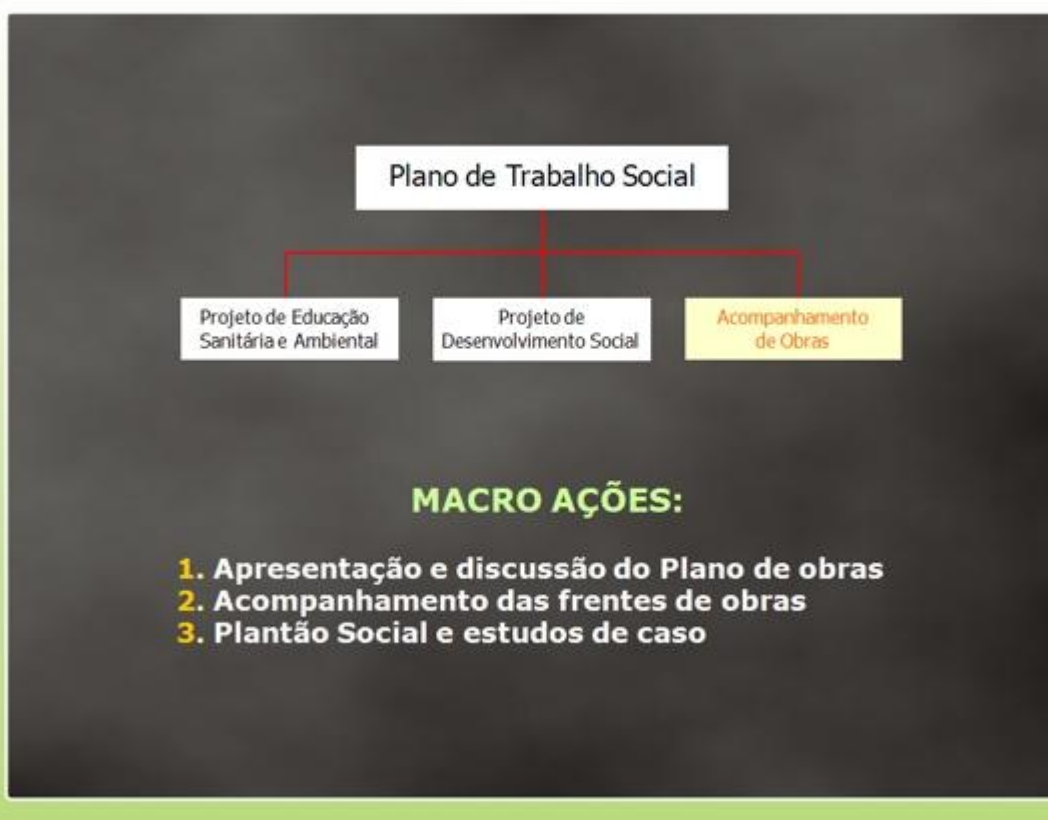 Plano de Trabalho Social
Projeto de Educação
Sanitária e Ambiental
Projeto de
Desenvolvimento Social
Acompanhamento
de Obras
MACRO AÇÕES:
1. Apresentação e discussão do Plano de obras
2. Acompanhamento das frentes de obras
3. Plantão Social e estudos de caso